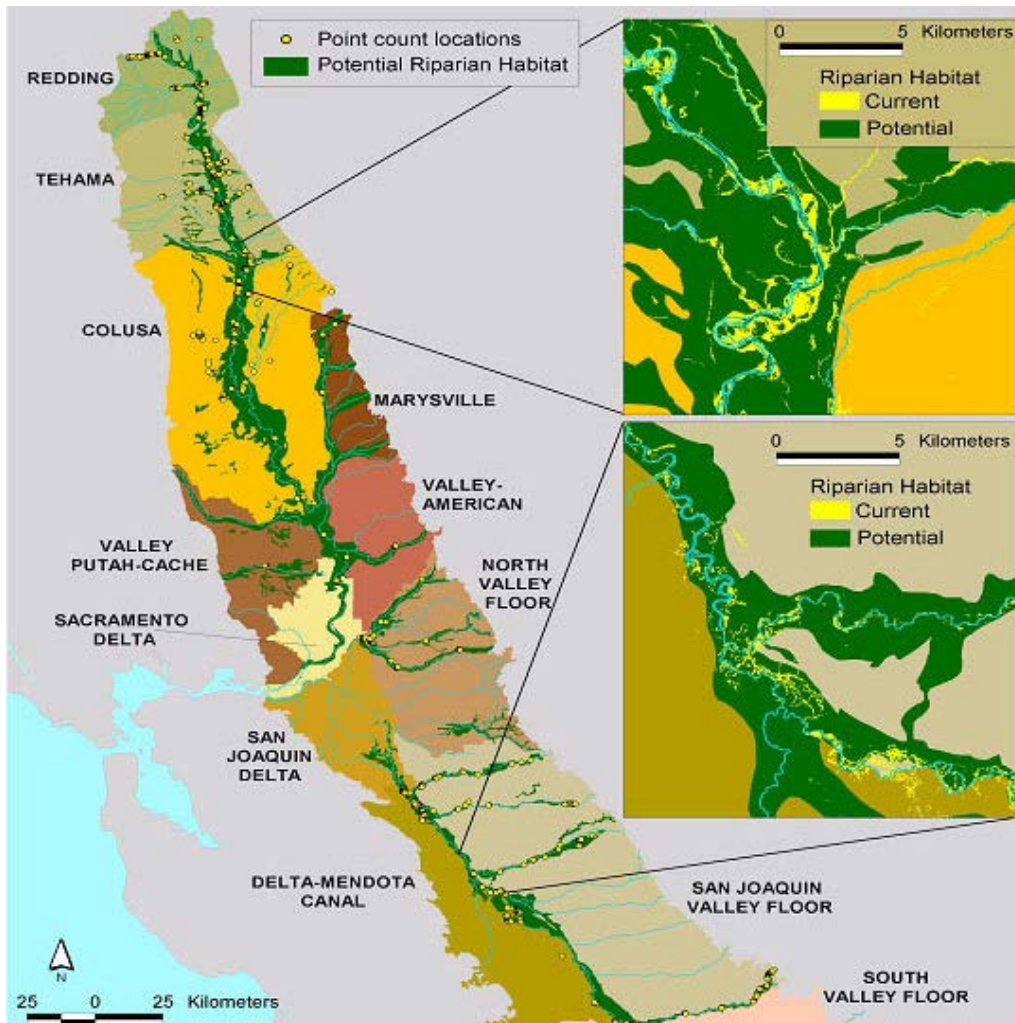 Point count locations
Potential Riparian Habitat
REDDING
TEHAMA
COLUSA
MARYSVILLE
VALLEY-
AMERICAN
VALLEY
PUTAH-CACHE
NORTH
VALLEY
FLOOR
SACRAMENTO
DELTA
SAN
JOAQUIN
DELTA
DELTA-MENDOTA
CANAL
SAN JOAQUIN
VALLEY FLOOR
SOUTH
VALLEY FLOOR
N
25 0 25 Kilometers
0 5 Kilometers
Riparian Habitat
Current
Potential
0 5 Kilometers
Riparian Habitat
Current
Potential